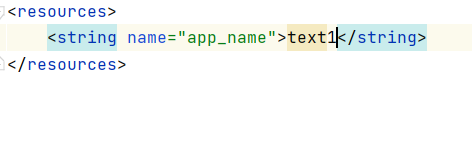 <resources>
    <string name="app_name">text1</string>
</resources>